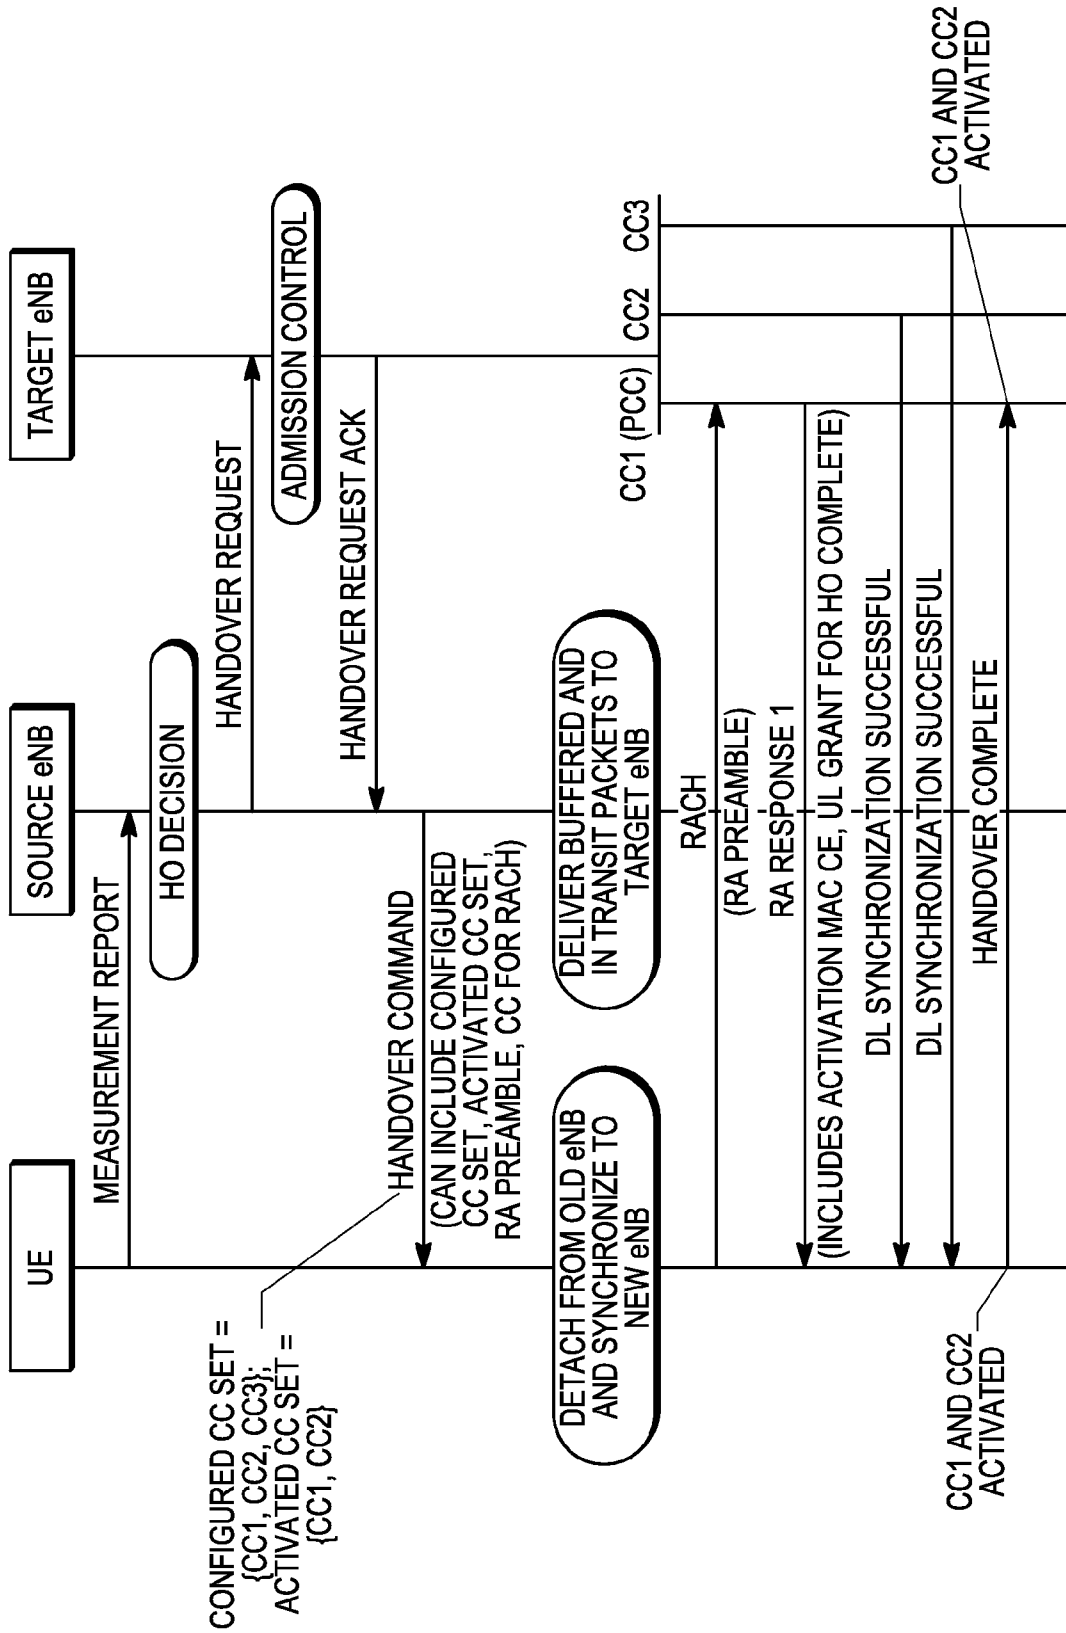 UE
SOURCE eNB
TARGET eNB
MEASUREMENT REPORT
HO DECISION
HANDOVER REQUEST
ADMISSION CONTROL
HANDOVER REQUEST ACK
CONFIGURED CC SET =
{CC1, CC2, CC3};
ACTIVATED CC SET =
{CC1, CC2}
HANDOVER COMMAND
(CAN INCLUDE CONFIGURED
CC SET, ACTIVATED CC SET,
RA PREAMBLE, CC FOR RACH)
DETACH FROM OLD eNB
AND SYNCHRONIZE TO
NEW eNB
DELIVER BUFFERED AND
IN TRANSIT PACKETS TO
TARGET eNB
CC1 (PCC)
CC2
CC3
RACH
(RA PREAMBLE)
RA RESPONSE 1
(INCLUDES ACTIVATION MAC CE, UL GRANT FOR HO COMPLETE)
DL SYNCHRONIZATION SUCCESSFUL
DL SYNCHRONIZATION SUCCESSFUL
HANDOVER COMPLETE
CC1 AND CC2
ACTIVATED
CC1 AND CC2
ACTIVATED